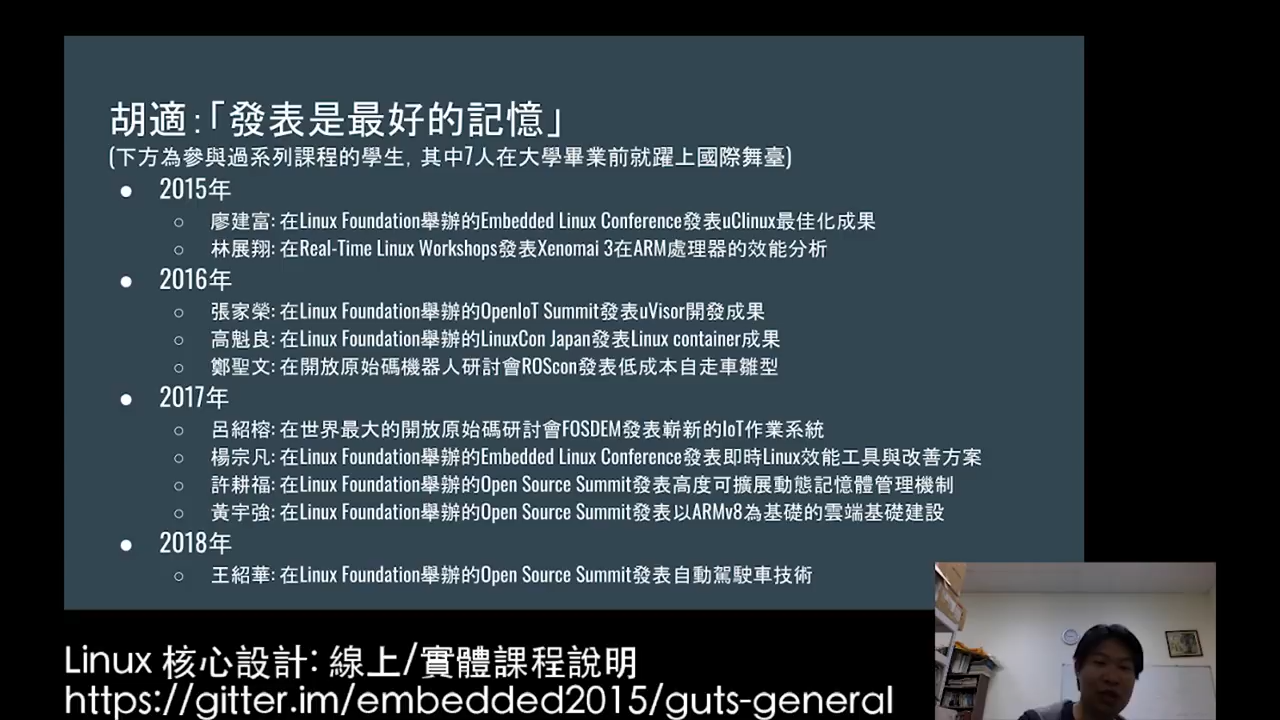 胡適:「發表是最好的記憶」
(下方為參與過系列課程的學生, 其中7人在大學畢業前就躍上國際舞臺)
● 2015年
○ 廖建富: 在Linux Foundation舉辦的Embedded Linux Conference發表uClinux最佳化成果
○ 林展翔: 在Real-Time Linux Workshops發表Xenomai 3在ARM處理器的效能分析
● 2016年
○ 張家榮: 在Linux Foundation舉辦的OpenIoT Summit發表uVisor開發成果
○ 高魁良: 在Linux Foundation舉辦的LinuxCon Japan發表Linux container成果
○ 鄭聖文: 在開放原始碼機器人研討會ROScon發表低成本自走車雛型
● 2017年
○ 呂紹榕: 在世界最大的開放原始碼研討會FOSDEM發表嶄新的IoT作業系統
○ 楊宗凡: 在Linux Foundation舉辦的Embedded Linux Conference發表即時Linux效能工具與改善方案
○ 許耕福: 在Linux Foundation舉辦的Open Source Summit發表高度可擴展動態記憶體管理機制
○ 黃宇強: 在Linux Foundation舉辦的Open Source Summit發表以ARMv8為基礎的雲端基礎建設
● 2018年
○ 王紹華: 在Linux Foundation舉辦的Open Source Summit發表自動駕駛車技術
Linux 核心設計: 線上/實體課程說明
https://gitter.im/embedded2015/guts-general